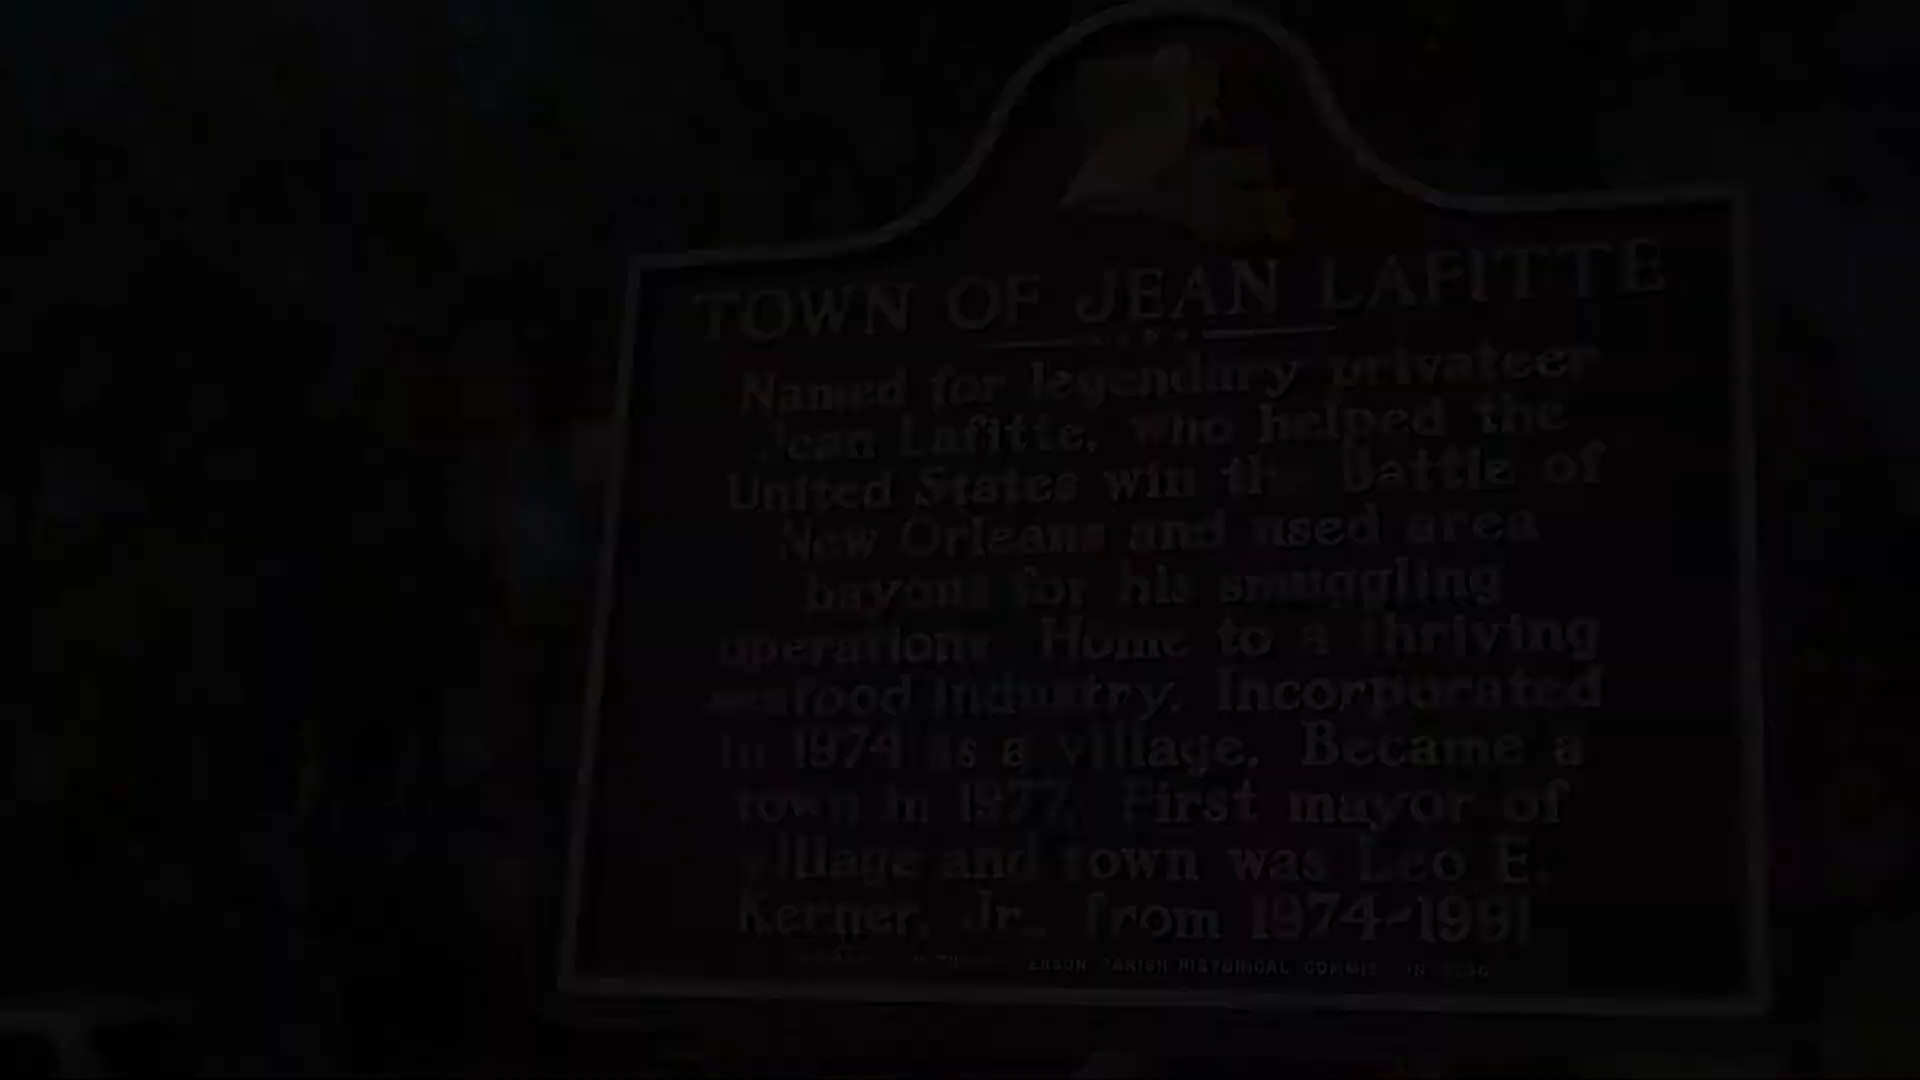 TOWN OF JEAN LAFITTE
Named for legendary privateer
Jean Lafitte, who helped the
United States win the Battle of
New Orleans and used area
bayous for his smuggling
operations. Home to a thriving
seafood industry. Incorporated
in 1974 as a village. Became a
town in 1977. First mayor of
village and town was Leo E.
Kerner, Jr., from 1974-1991
PARISH HISTORICAL